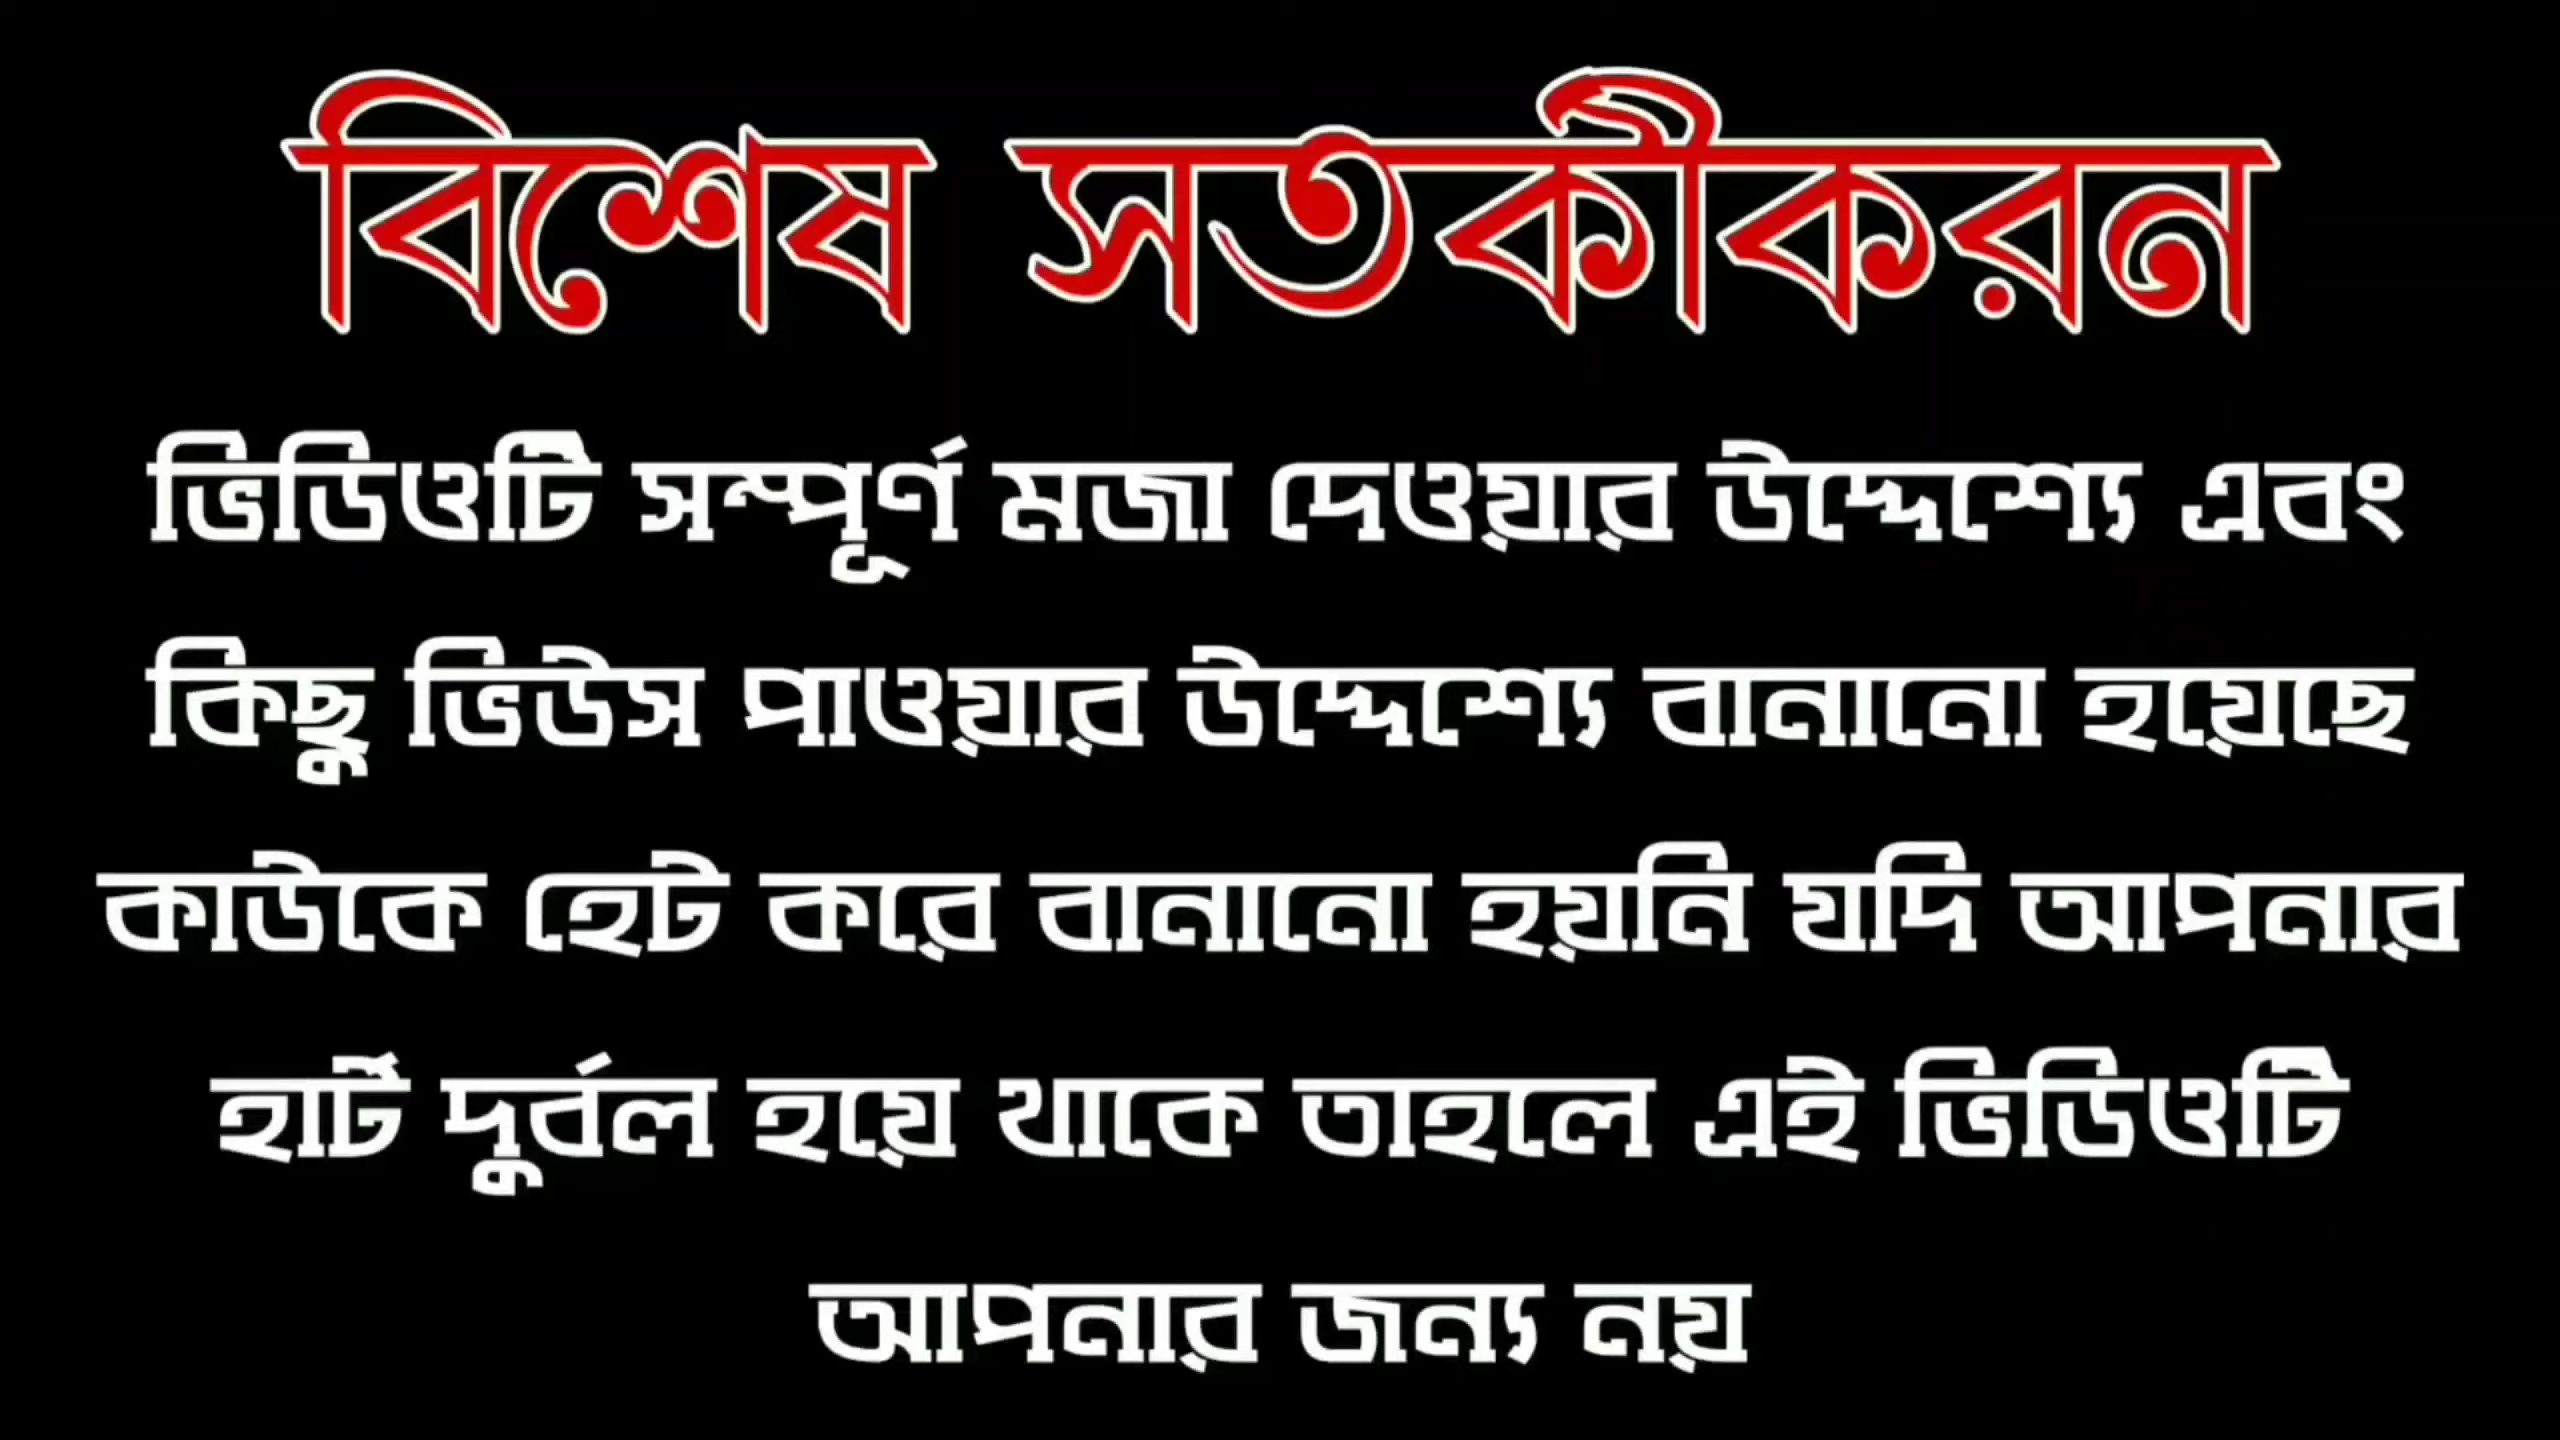 বিশেষ সতর্কীকরন
ভিডিওটি সম্পূর্ণ মজা দেওয়ার উদ্দেশ্যে এবং
কিছু ভিউস পাওয়ার উদ্দেশ্যে বানানো হয়েছে
কাউকে হেট করে বানানো হয়নি যদি আপনার
হার্ট দুর্বল হয়ে থাকে তাহলে এই ভিডিওটি
আপনার জন্য নয়